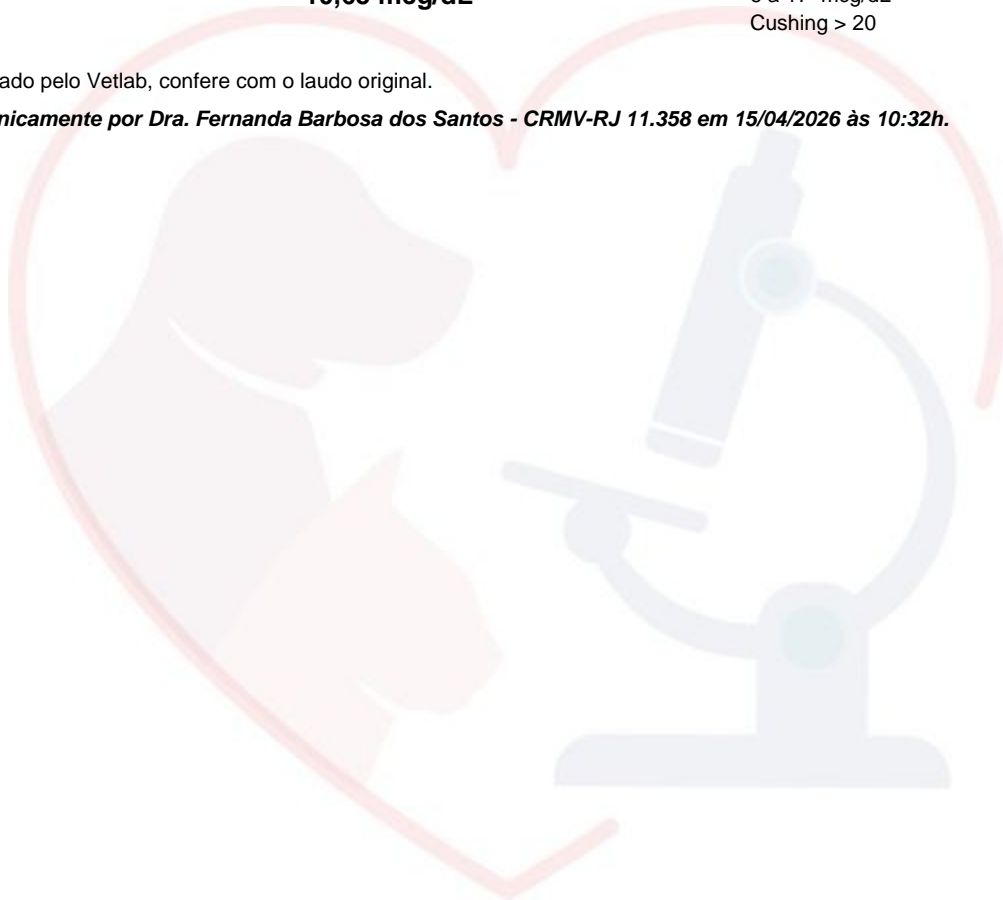 Cushing > 20
ado pelo Vetlab, confere com o laudo original.
nicamente por Dra. Fernanda Barbosa dos Santos - CRMV-RJ 11.358 em 15/04/2026 às 10:32h.